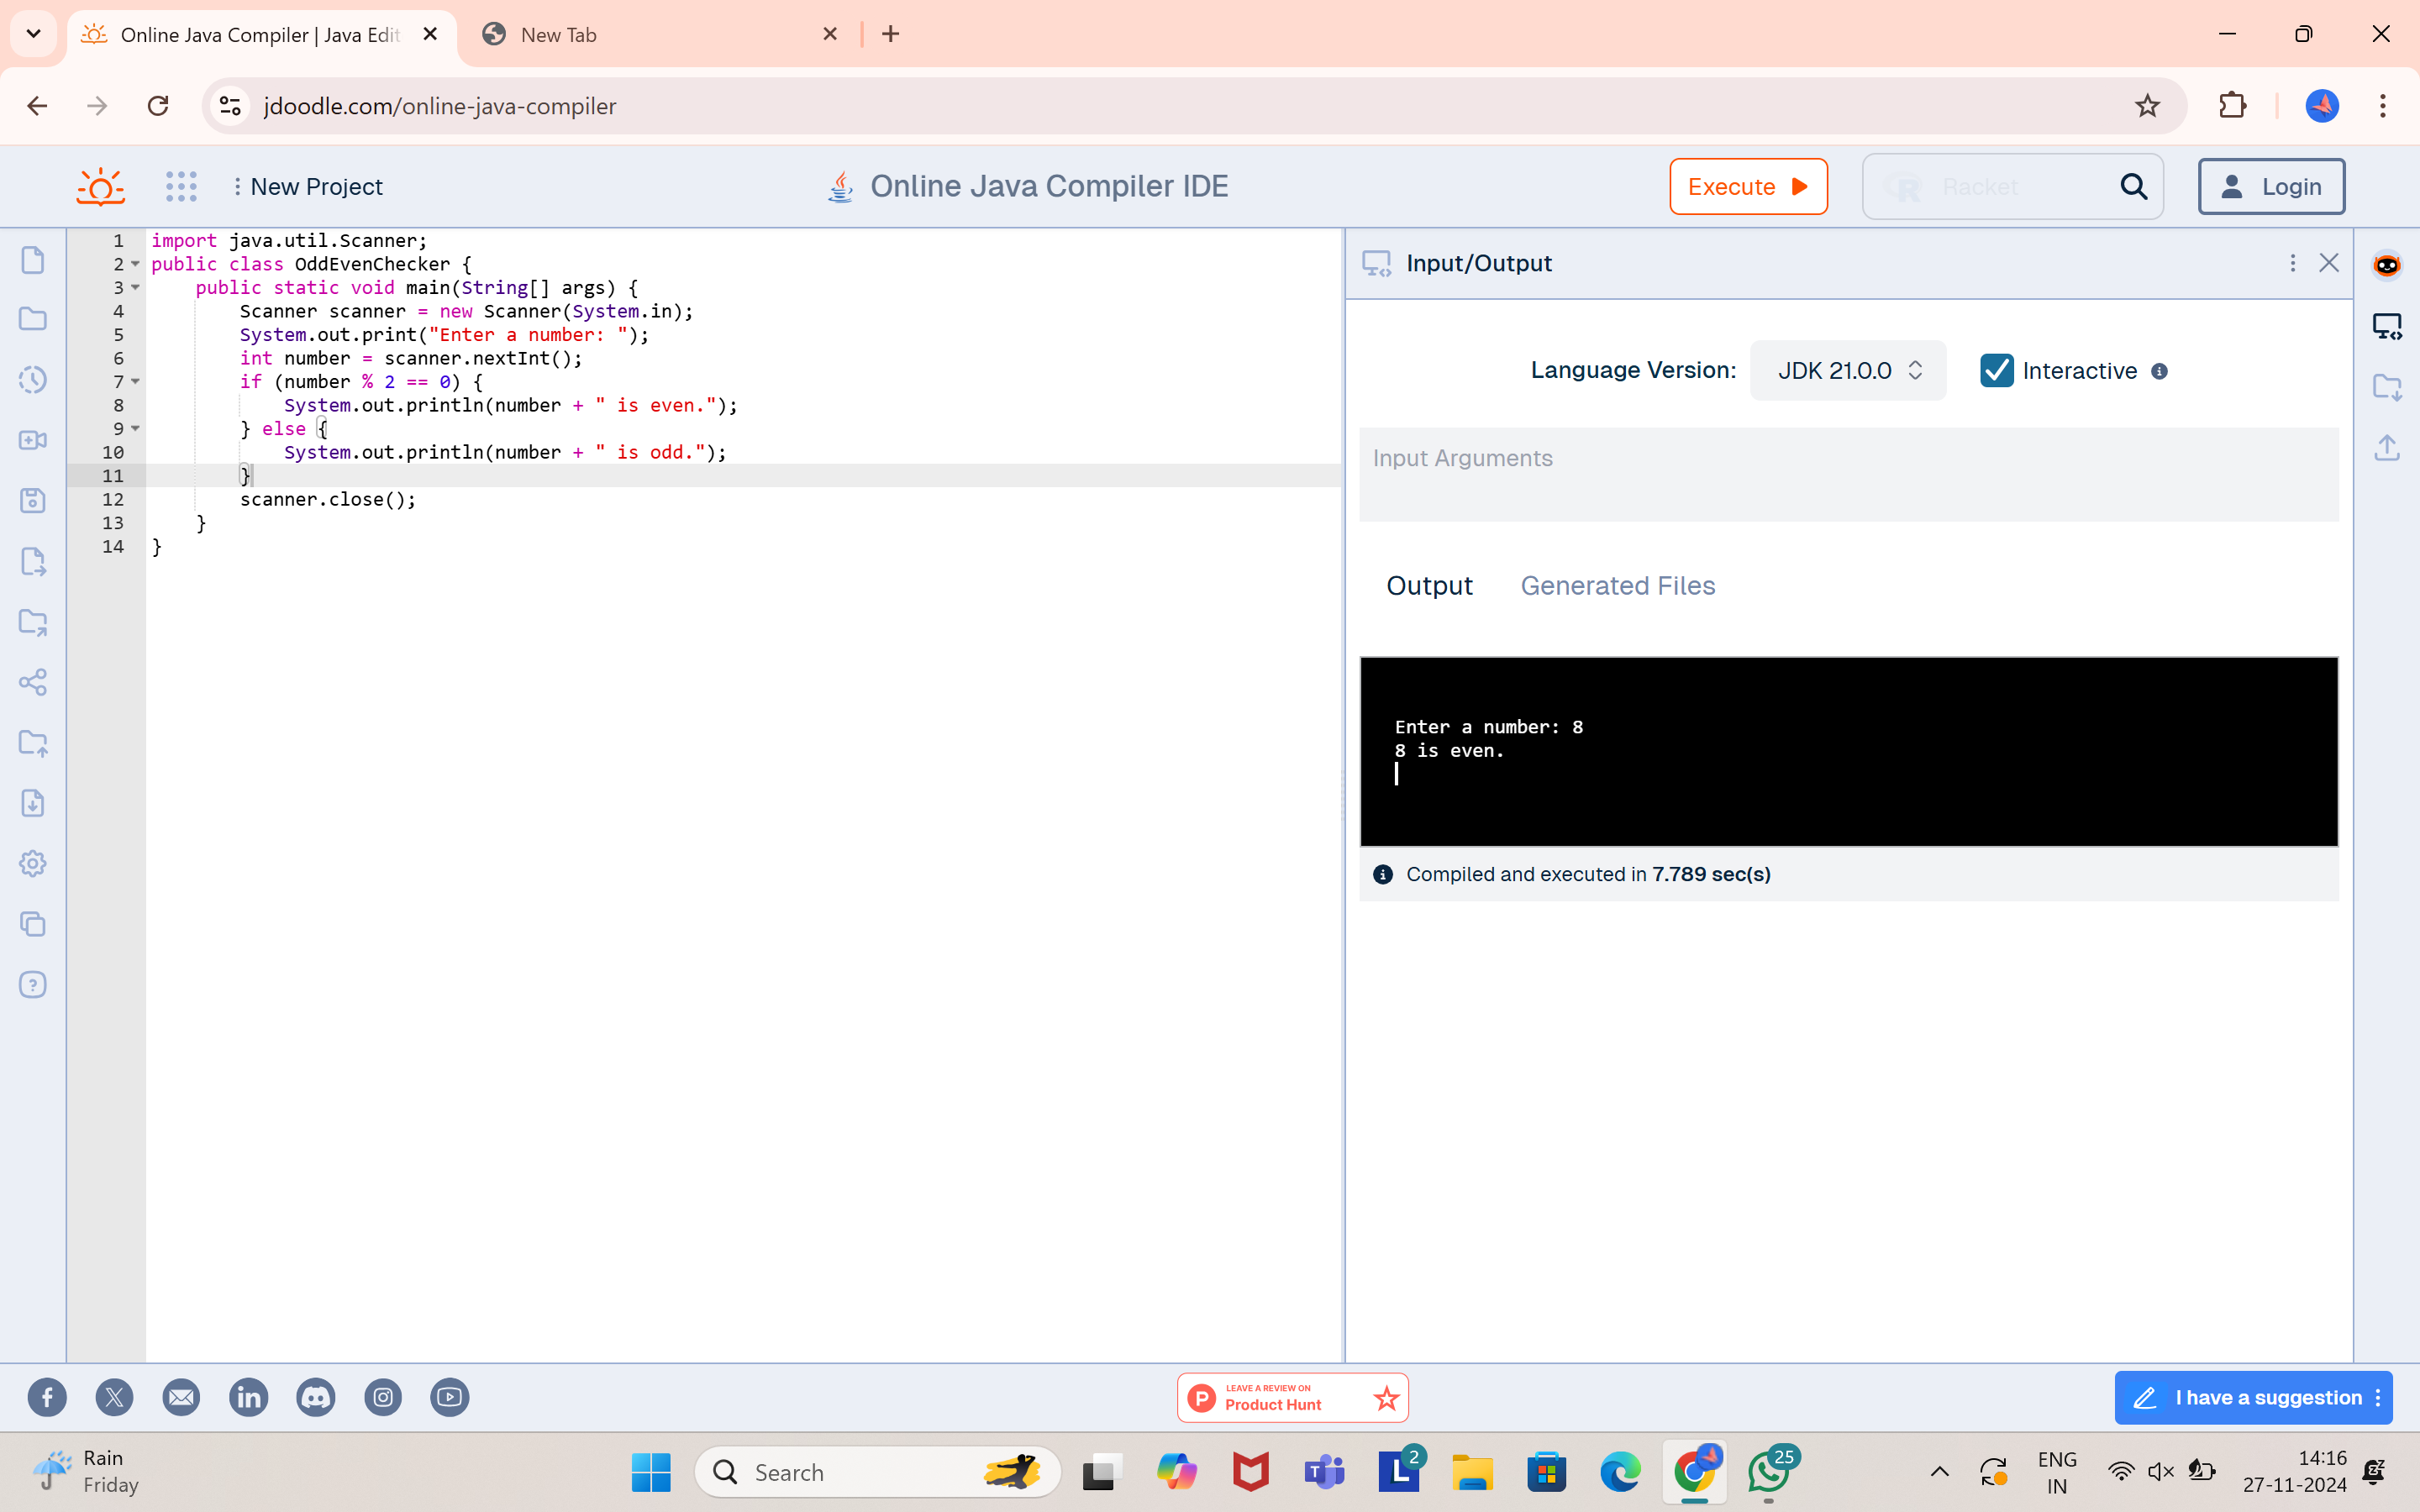 Online Java Compiler | Java Edit
New Tab
jdoodle.com/online-java-compiler
New Project
Online Java Compiler IDE
Execute
Racket
Login
1 import java.util.Scanner;
2 public class OddEvenChecker {
3     public static void main(String[] args) {
4         Scanner scanner = new Scanner(System.in);
5         System.out.print("Enter a number: ");
6         int number = scanner.nextInt();
7         if (number % 2 == 0) {
8             System.out.println(number + " is even.");
9         } else {
10             System.out.println(number + " is odd.");
11         }
12         scanner.close();
13     }
14 }
Input/Output
Language Version: JDK 21.0.0 Interactive
Input Arguments
Output Generated Files
Enter a number: 8
8 is even.
Compiled and executed in 7.789 sec(s)
LEAVE A REVIEW ON
Product Hunt
I have a suggestion
Rain
Friday
Search
2
25
ENG
IN
14:16
27-11-2024